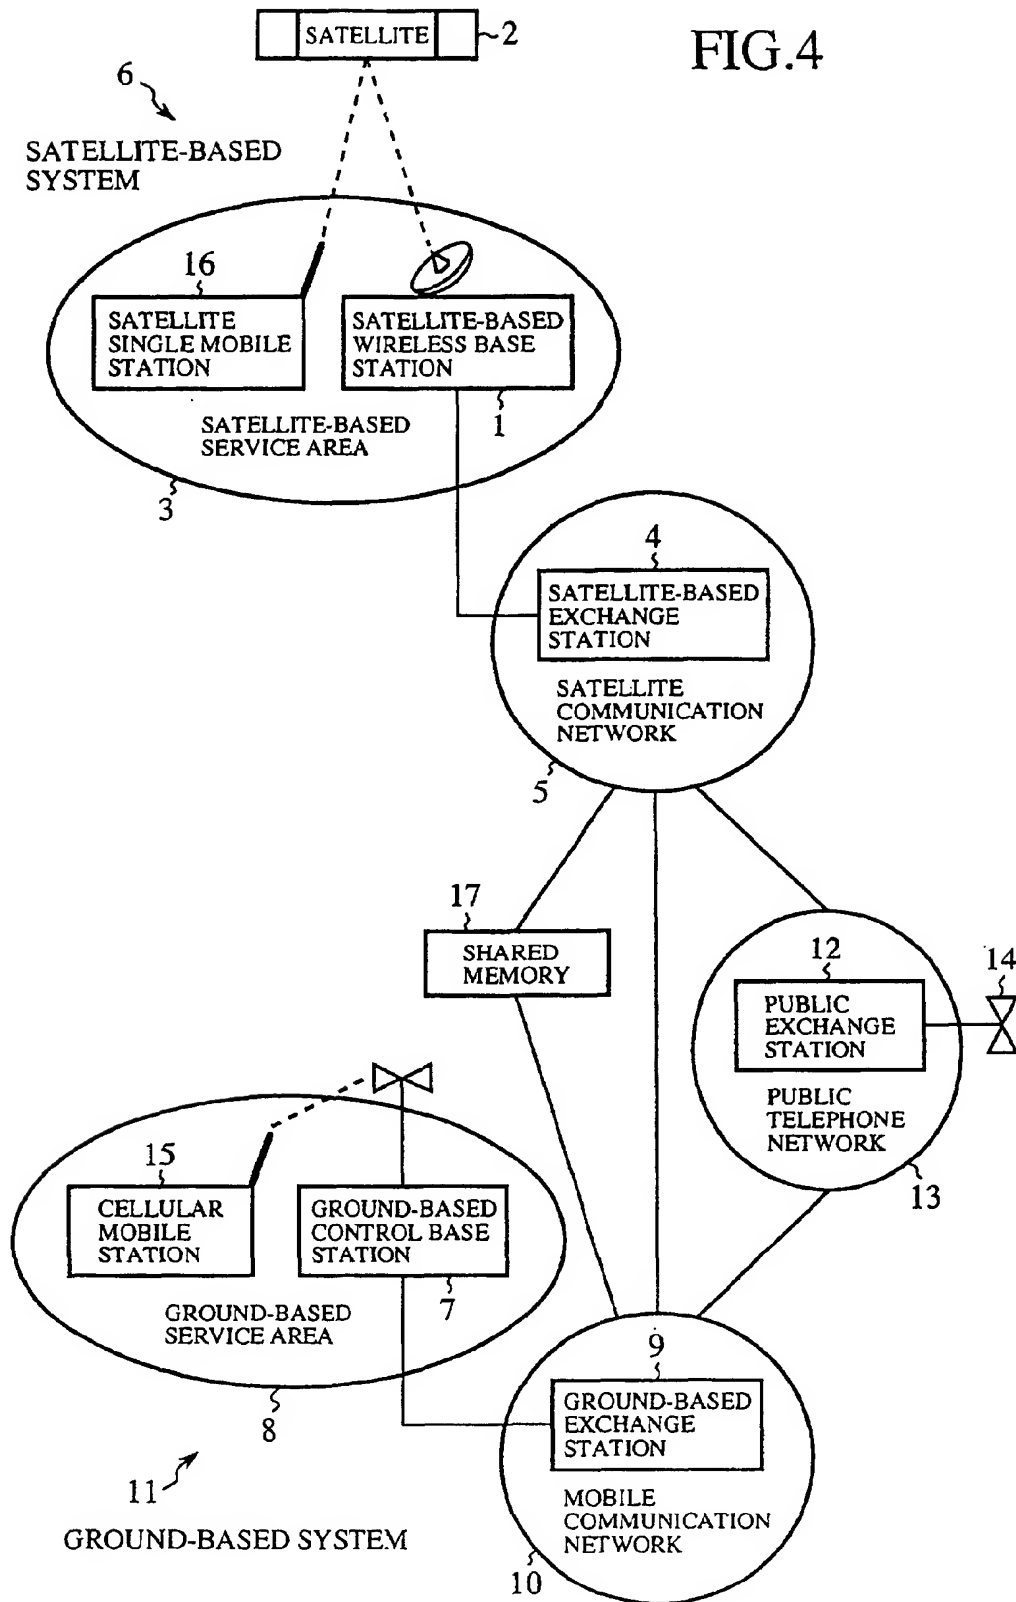 FIG.4
SATELLITE
2
6
SATELLITE-BASED
SYSTEM
16
SATELLITE
SINGLE MOBILE
STATION
SATELLITE-BASED
WIRELESS BASE
STATION
1
SATELLITE-BASED
SERVICE AREA
3
4
SATELLITE-BASED
EXCHANGE
STATION
SATELLITE
COMMUNICATION
NETWORK
5
17
SHARED
MEMORY
12
PUBLIC
EXCHANGE
STATION
14
PUBLIC
TELEPHONE
NETWORK
13
15
CELLULAR
MOBILE
STATION
GROUND-BASED
CONTROL BASE
STATION
7
GROUND-BASED
SERVICE AREA
8
9
GROUND-BASED
EXCHANGE
STATION
MOBILE
COMMUNICATION
NETWORK
10
11
GROUND-BASED SYSTEM